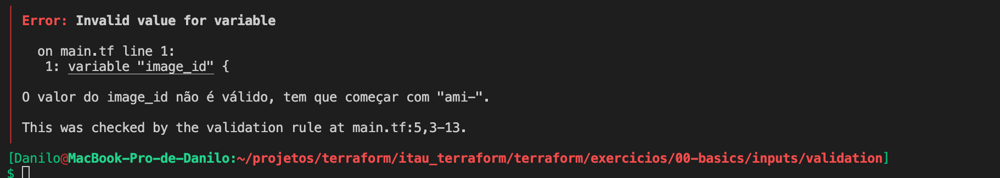 Error: Invalid value for variable
on main.tf line 1:
1: variable "image_id" {
O valor do image_id não é válido, tem que começar com "ami-".
This was checked by the validation rule at main.tf:5,3-13.
[Danilo@MacBook-Pro-de-Danilo:~/projetos/terraform/itau_terraform/terraform/exercicios/00-basics/inputs/validation]
$